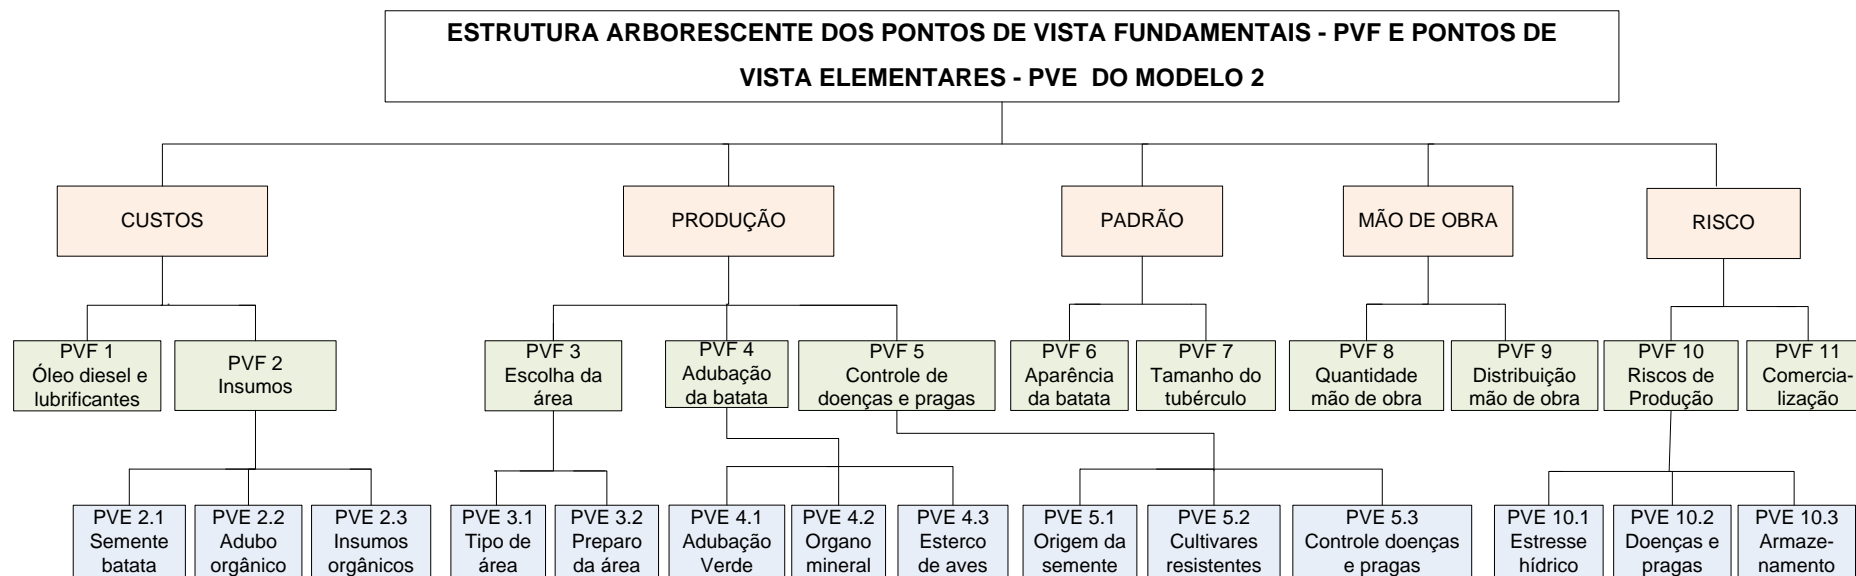 ESTRUTURA ARBORESCENTE DOS PONTOS DE VISTA FUNDAMENTAIS - PVF E PONTOS DE
VISTA ELEMENTARES - PVE DO MODELO 2
CUSTOS
PRODUÇÃO
PADRÃO
MÃO DE OBRA
RISCO
PVF 1
Óleo diesel e
lubrificantes
PVF 2
Insumos
PVF 3
Escolha da
área
PVF 4
Adubação
da batata
PVF 5
Controle de
doenças e pragas
PVF 6
Aparência
da batata
PVF 7
Tamanho do
tubérculo
PVF 8
Quantidade
mão de obra
PVF 9
Distribuição
mão de obra
PVF 10
Riscos de
Produção
PVF 11
Comercia-
lização
PVE 2.1
Semente
batata
PVE 2.2
Adubo
orgânico
PVE 2.3
Insumos
orgânicos
PVE 3.1
Tipo de
área
PVE 3.2
Preparo
da área
PVE 4.1
Adubação
Verde
PVE 4.2
Organo
mineral
PVE 4.3
Esterco
de aves
PVE 5.1
Origem da
semente
PVE 5.2
Cultivares
resistentes
PVE 5.3
Controle doenças
e pragas
PVE 10.1
Estresse
hídrico
PVE 10.2
Doenças e
pragas
PVE 10.3
Armaze-
namento